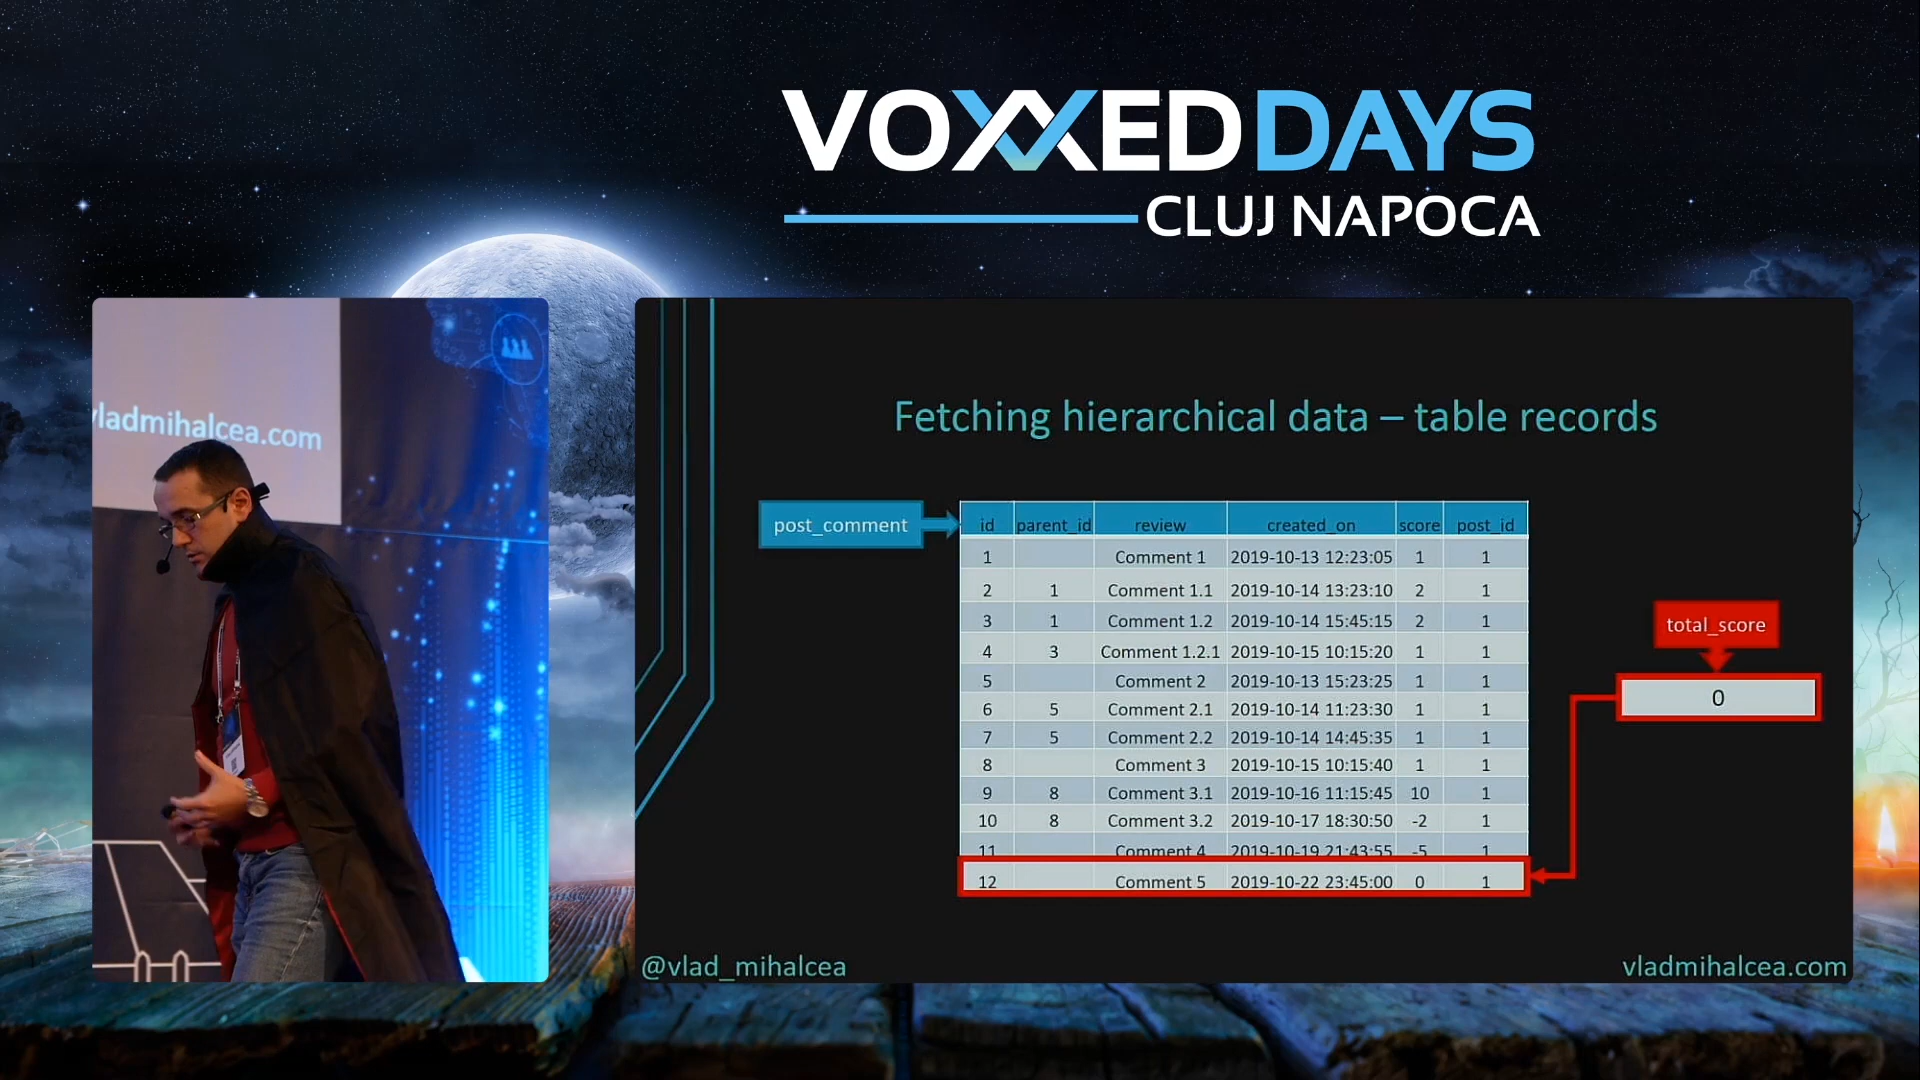 VOXXED DAYS
CLUJ NAPOCA
vladmihalcea.com
Fetching hierarchical data – table records
post_comment
id parent_id review created_on score post_id
1 Comment 1 2019-10-13 12:23:05 1 1
2 1 Comment 1.1 2019-10-14 13:23:10 2 1
3 1 Comment 1.2 2019-10-14 15:45:15 2 1
4 3 Comment 1.2.1 2019-10-15 10:15:20 1 1
5 Comment 2 2019-10-13 15:23:25 1 1
6 5 Comment 2.1 2019-10-14 11:23:30 1 1
7 5 Comment 2.2 2019-10-14 14:45:35 1 1
8 Comment 3 2019-10-15 10:15:40 1 1
9 8 Comment 3.1 2019-10-16 11:15:45 10 1
10 8 Comment 3.2 2019-10-17 18:30:50 -2 1
11 Comment 4 2019-10-19 21:43:55 -5 1
12 Comment 5 2019-10-22 23:45:00 0 1
total_score
0
@vlad_mihalcea
vladmihalcea.com